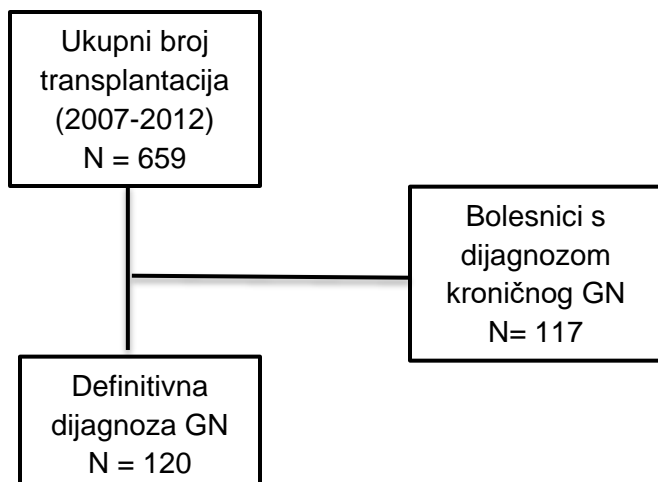 Ukupni broj
transplantacija
(2007-2012)
N = 659
Bolesnici s
dijagnozom
kroničnog GN
N= 117
Definitivna
dijagnoza GN
N = 120